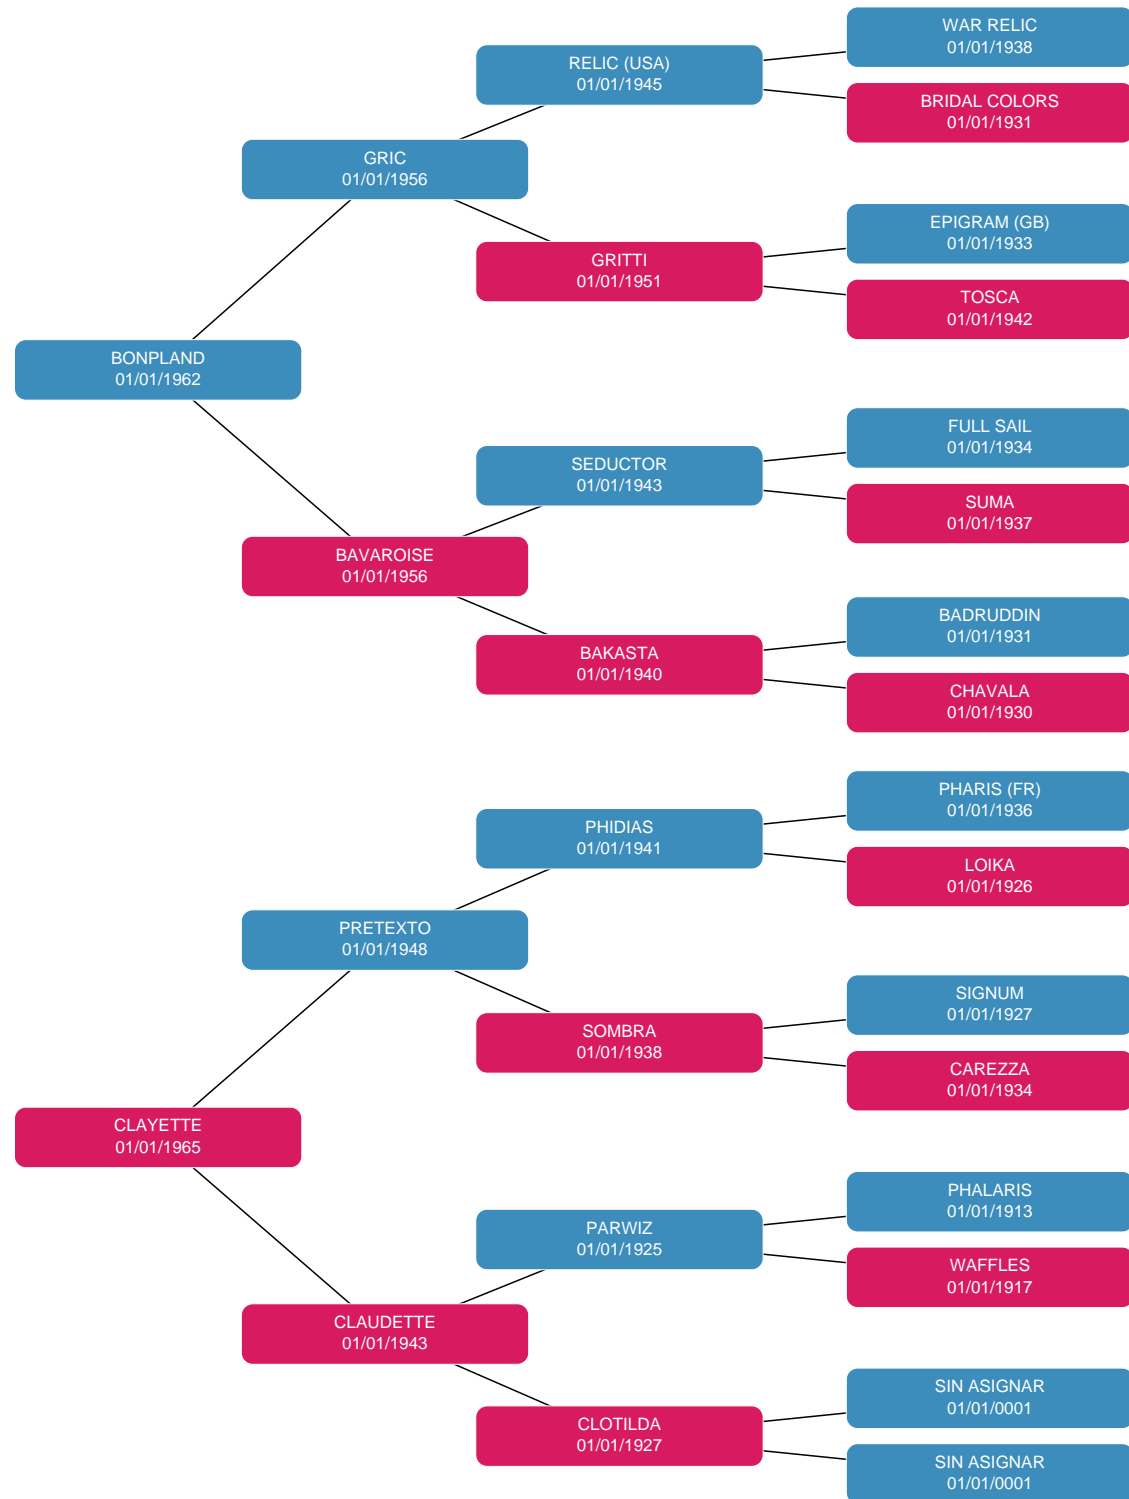 WAR RELIC
01/01/1938
RELIC (USA)
01/01/1945
BRIDAL COLORS
01/01/1931
GRIC
01/01/1956
EPIGRAM (GB)
01/01/1933
GRITTI
01/01/1951
TOSCA
01/01/1942
BONPLAND
01/01/1962
FULL SAIL
01/01/1934
SEDUCTOR
01/01/1943
SUMA
01/01/1937
BAVAROISE
01/01/1956
BADRUDDIN
01/01/1931
BAKASTA
01/01/1940
CHAVALA
01/01/1930
PHARIS (FR)
01/01/1936
PHIDIAS
01/01/1941
LOIKA
01/01/1926
PRETEXTO
01/01/1948
SIGNUM
01/01/1927
SOMBRA
01/01/1938
CAREZZA
01/01/1934
CLAYETTE
01/01/1965
PHALARIS
01/01/1913
PARWIZ
01/01/1925
WAFFLES
01/01/1917
CLAUDETTE
01/01/1943
SIN ASIGNAR
01/01/0001
CLOTILDA
01/01/1927
SIN ASIGNAR
01/01/0001